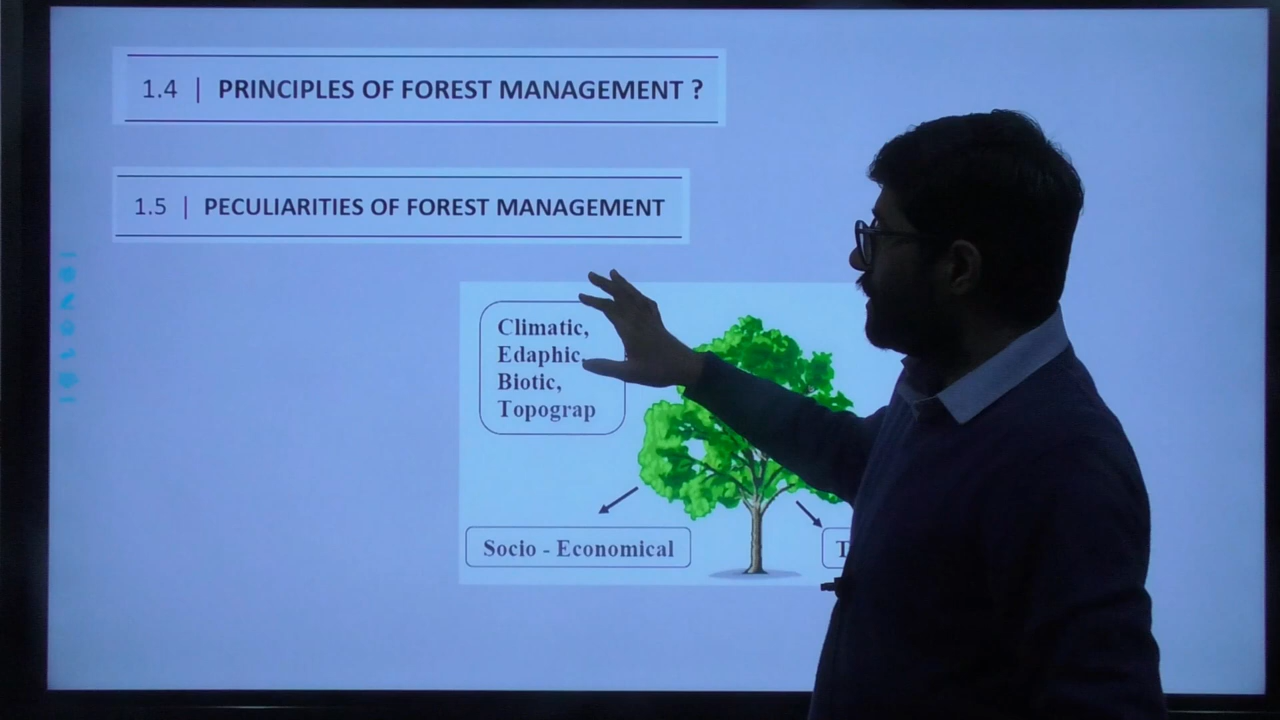 1.4 | PRINCIPLES OF FOREST MANAGEMENT ?
1.5 | PECULIARITIES OF FOREST MANAGEMENT
Climatic,
Edaphic,
Biotic,
Topograp
Socio - Economical